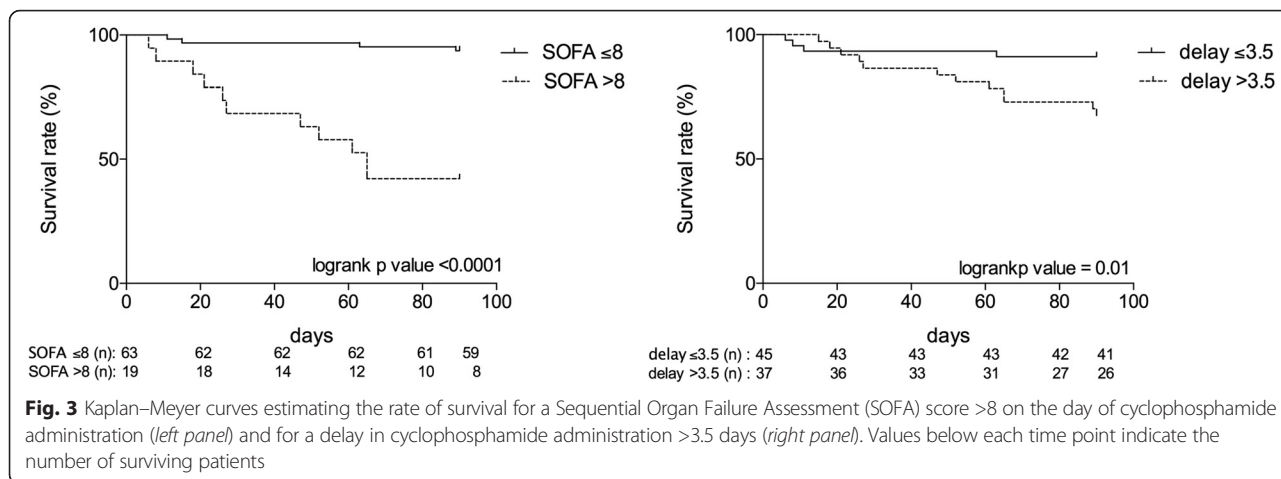 100
50
0
Survival rate (%)
SOFA ≤8
SOFA >8
logrank p value <0.0001
0 20 40 60 80 100
days
SOFA ≤8 (n): 63 62 62 62 61 59
SOFA >8 (n): 19 18 14 12 10 8
100
50
0
Survival rate (%)
delay ≤3.5
delay >3.5
logrankp value = 0.01
0 20 40 60 80 100
days
delay ≤3.5 (n) : 45 43 43 43 42 41
delay >3.5 (n) : 37 36 33 31 27 26
Fig. 3 Kaplan–Meyer curves estimating the rate of survival for a Sequential Organ Failure Assessment (SOFA) score >8 on the day of cyclophosphamide
administration (left panel) and for a delay in cyclophosphamide administration >3.5 days (right panel). Values below each time point indicate the
number of surviving patients